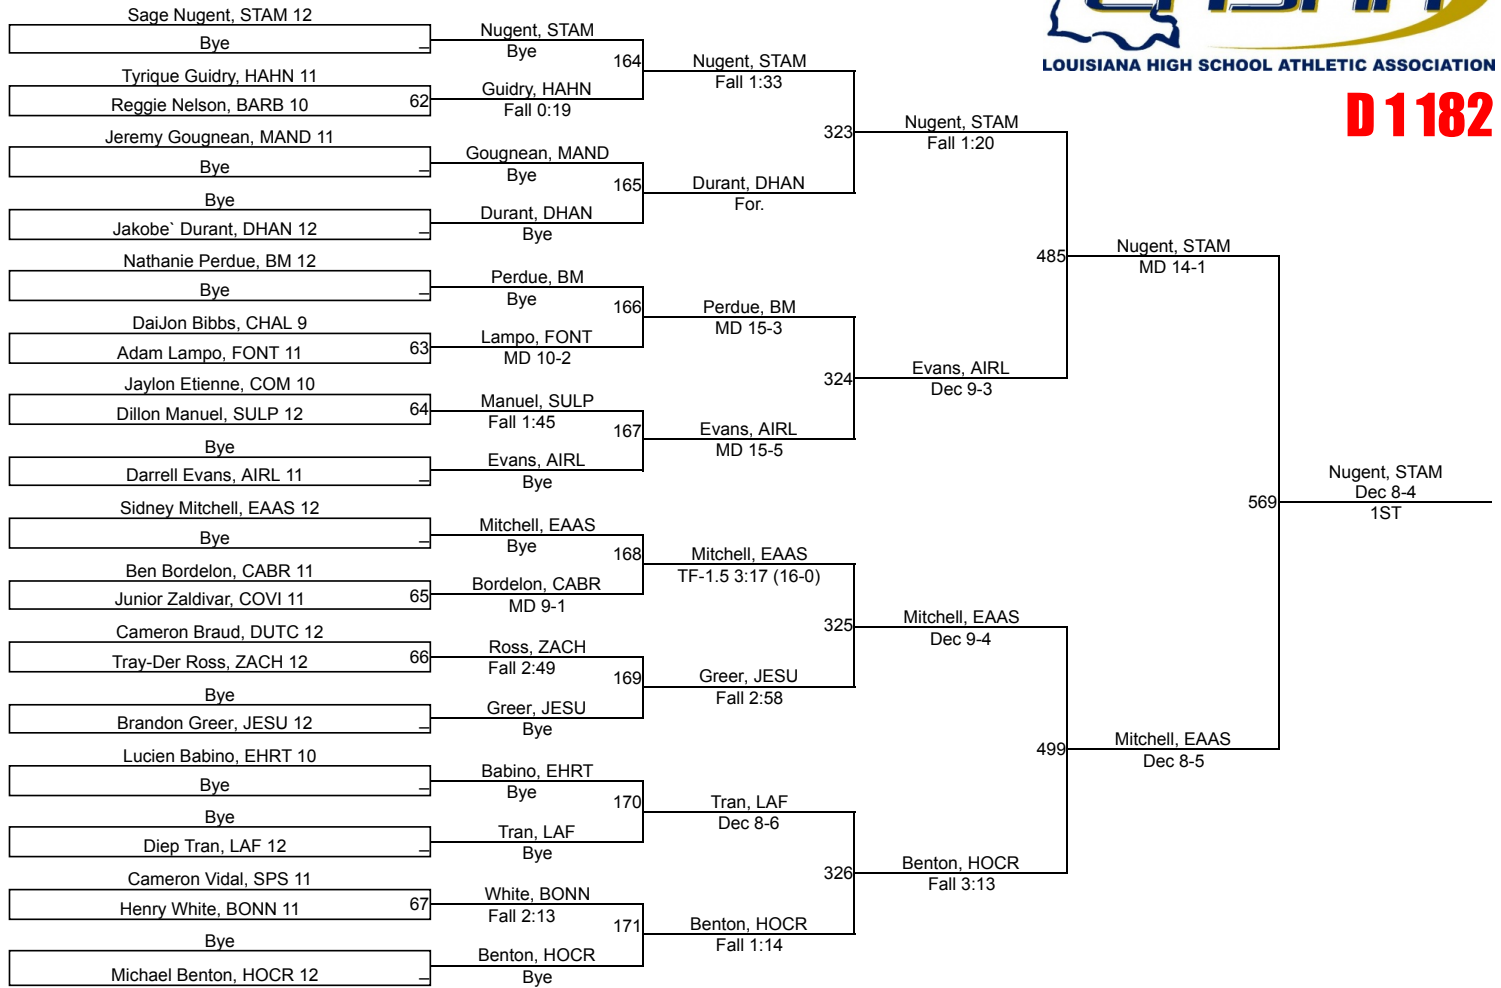 LHSAA
LOUISIANA HIGH SCHOOL ATHLETIC ASSOCIATION
D 1 182
Sage Nugent, STAM 12
Bye
Tyrique Guidry, HAHN 11
Reggie Nelson, BARB 10
62
Jeremy Gougnean, MAND 11
Bye
Bye
Jakobe` Durant, DHAN 12
Nathanie Perdue, BM 12
Bye
DaiJon Bibbs, CHAL 9
Adam Lampo, FONT 11
63
Jaylon Etienne, COM 10
Dillon Manuel, SULP 12
64
Bye
Darrell Evans, AIRL 11
Sidney Mitchell, EAAS 12
Bye
Ben Bordelon, CABR 11
Junior Zaldivar, COVI 11
65
Cameron Braud, DUTC 12
Tray-Der Ross, ZACH 12
66
Bye
Brandon Greer, JESU 12
Lucien Babino, EHRT 10
Bye
Bye
Diep Tran, LAF 12
Cameron Vidal, SPS 11
Henry White, BONN 11
67
Bye
Michael Benton, HOCR 12
Nugent, STAM
Bye
164
Guidry, HAHN
Fall 0:19
Gougnean, MAND
Bye
165
Durant, DHAN
Bye
Perdue, BM
Bye
166
Lampo, FONT
MD 10-2
Manuel, SULP
Fall 1:45
167
Evans, AIRL
Bye
Mitchell, EAAS
Bye
168
Bordelon, CABR
MD 9-1
Ross, ZACH
Fall 2:49
169
Greer, JESU
Bye
Babino, EHRT
Bye
170
Tran, LAF
Bye
White, BONN
Fall 2:13
171
Benton, HOCR
Bye
Nugent, STAM
Fall 1:33
323
Durant, DHAN
For.
Perdue, BM
MD 15-3
324
Evans, AIRL
MD 15-5
Mitchell, EAAS
TF-1.5 3:17 (16-0)
325
Greer, JESU
Fall 2:58
Tran, LAF
Dec 8-6
326
Benton, HOCR
Fall 1:14
Nugent, STAM
Fall 1:20
485
Evans, AIRL
Dec 9-3
Mitchell, EAAS
Dec 9-4
499
Benton, HOCR
Fall 3:13
Nugent, STAM
MD 14-1
569
Mitchell, EAAS
Dec 8-5
Nugent, STAM
Dec 8-4
1ST